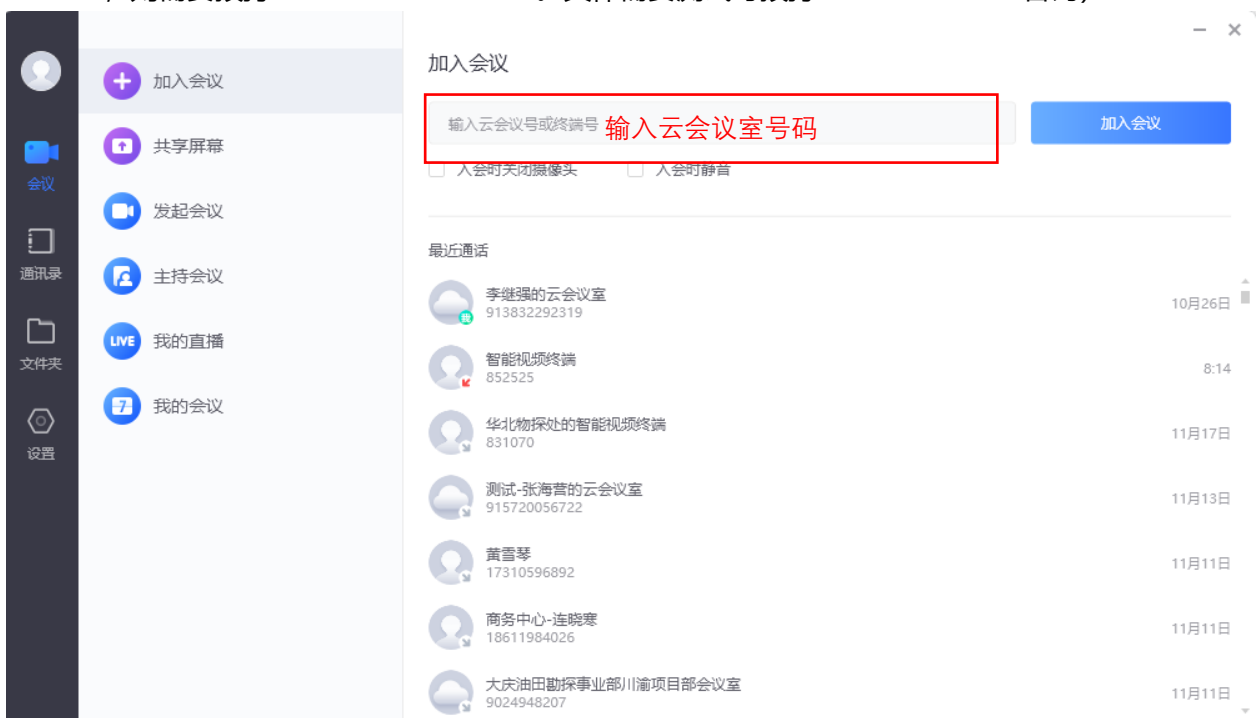 加入会议
加入会议
输入云会议号或终端号 输入云会议室号码
加入会议
入会时关闭摄像头
入会时静音
共享屏幕
会议
发起会议
通讯录
主持会议
文件夹
LIVE
我的直播
7
我的会议
设置
最近通话
李继强的云会议室
913832292319
10月26日
我
智能视频终端
852525
8:14
华北物探处的智能视频终端
831070
11月17日
测试-张海营的云会议室
915720056722
11月13日
黄雪琴
17310596892
11月11日
商务中心-连晓寒
18611984026
11月11日
大庆油田勘探事业部川渝项目部会议室
9024948207
11月11日